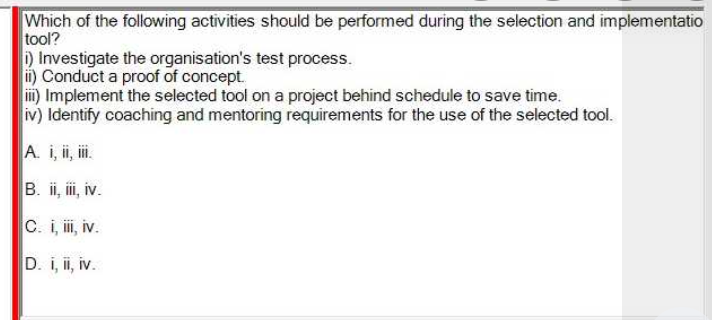 Which of the following activities should be performed during the selection and implementatio
tool?
i) Investigate the organisation's test process.
ii) Conduct a proof of concept.
iii) Implement the selected tool on a project behind schedule to save time.
iv) Identify coaching and mentoring requirements for the use of the selected tool.
A. i, ii, iii.
B. ii, iii, iv.
C. i, iii, iv.
D. i, ii, iv.